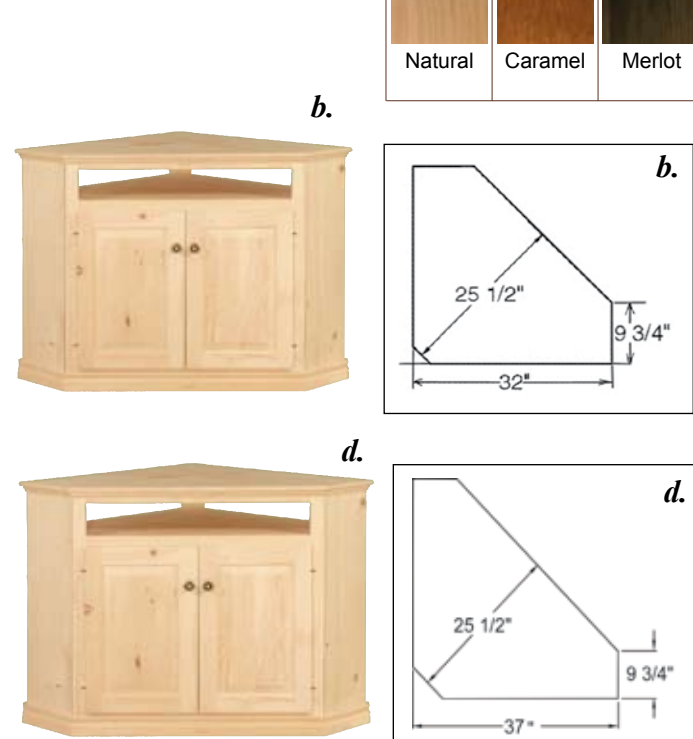 Natural Caramel Merlot
b.
b.
25 1/2"
9 3/4"
32"
d.
d.
25 1/2"
9 3/4"
37"